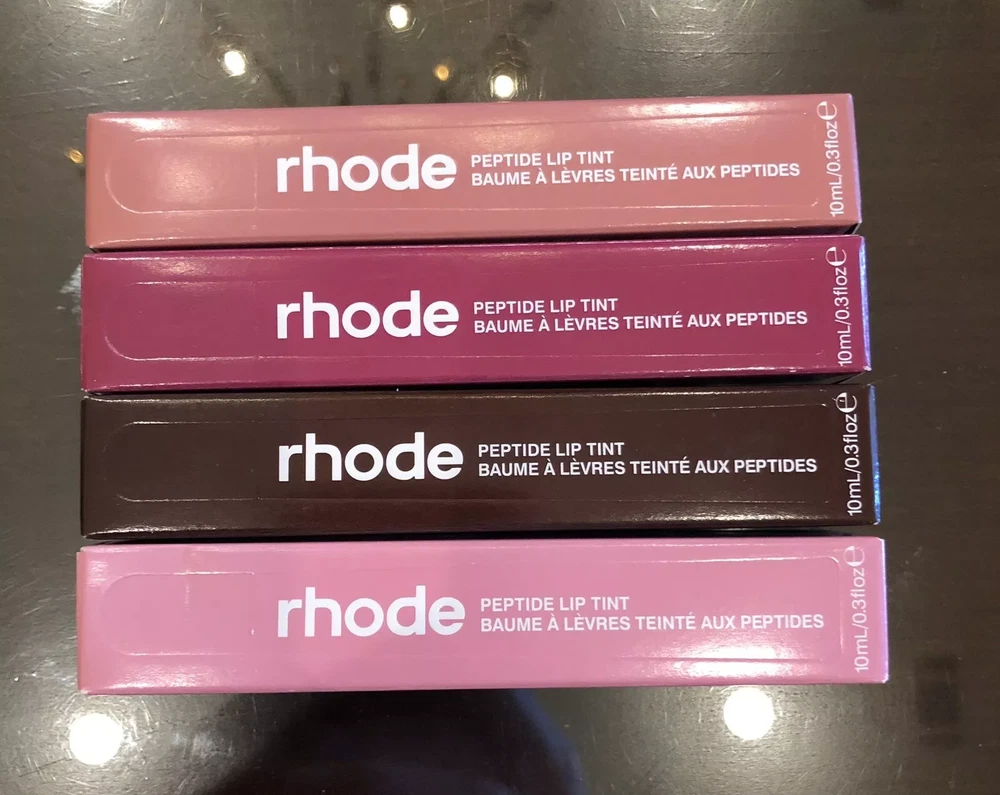 rhode
PEPTIDE LIP TINT
BAUME À LÈVRES TEINTÉ AUX PEPTIDES
10mL/0.3floz℮
rhode
PEPTIDE LIP TINT
BAUME À LÈVRES TEINTÉ AUX PEPTIDES
10mL/0.3floz℮
rhode
PEPTIDE LIP TINT
BAUME À LÈVRES TEINTÉ AUX PEPTIDES
10mL/0.3floz℮
rhode
PEPTIDE LIP TINT
BAUME À LÈVRES TEINTÉ AUX PEPTIDES
10mL/0.3floz℮